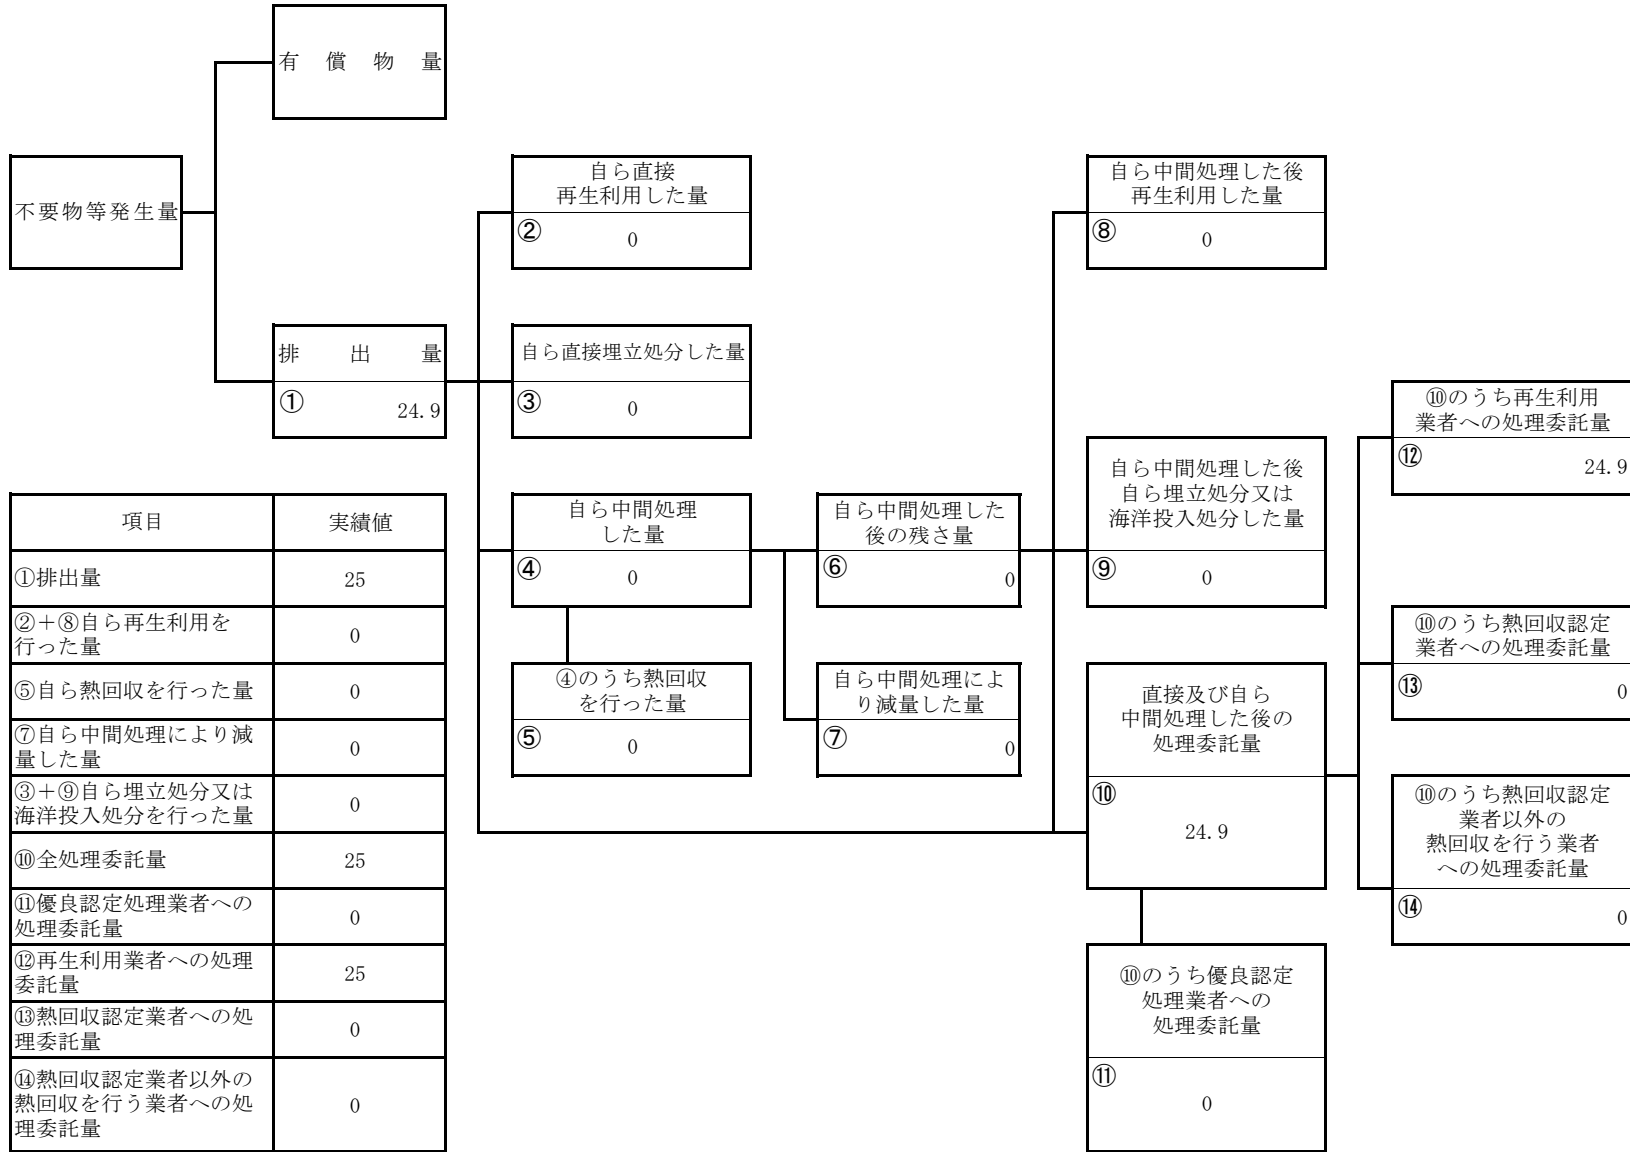 有償物量
不要物等発生量
排出量
①
24.9
自ら直接
再生利用した量
②
0
自ら直接埋立処分した量
③
0
自ら中間処理
した量
④
0
④のうち熱回収
を行った量
⑤
0
自ら中間処理した
後の残さ量
⑥
0
自ら中間処理によ
り減量した量
⑦
0
自ら中間処理した後
再生利用した量
⑧
0
自ら中間処理した後
自ら埋立処分又は
海洋投入処分した量
⑨
0
直接及び自ら
中間処理した後の
処理委託量
⑩
24.9
⑩のうち優良認定
処理業者への
処理委託量
⑪
0
⑩のうち再生利用
業者への処理委託量
⑫
24.9
⑩のうち熱回収認定
業者への処理委託量
⑬
0
⑩のうち熱回収認定
業者以外の
熱回収を行う業者
への処理委託量
⑭
0
項目 実績値
①排出量 25
②+⑧自ら再生利用を
行った量 0
⑤自ら熱回収を行った量 0
⑦自ら中間処理により減
量した量 0
③+⑨自ら埋立処分又は
海洋投入処分を行った量 0
⑩全処理委託量 25
⑪優良認定処理業者への
処理委託量 0
⑫再生利用業者への処理
委託量 25
⑬熱回収認定業者への処
理委託量 0
⑭熱回収認定業者以外の
熱回収を行う業者への処
理委託量 0